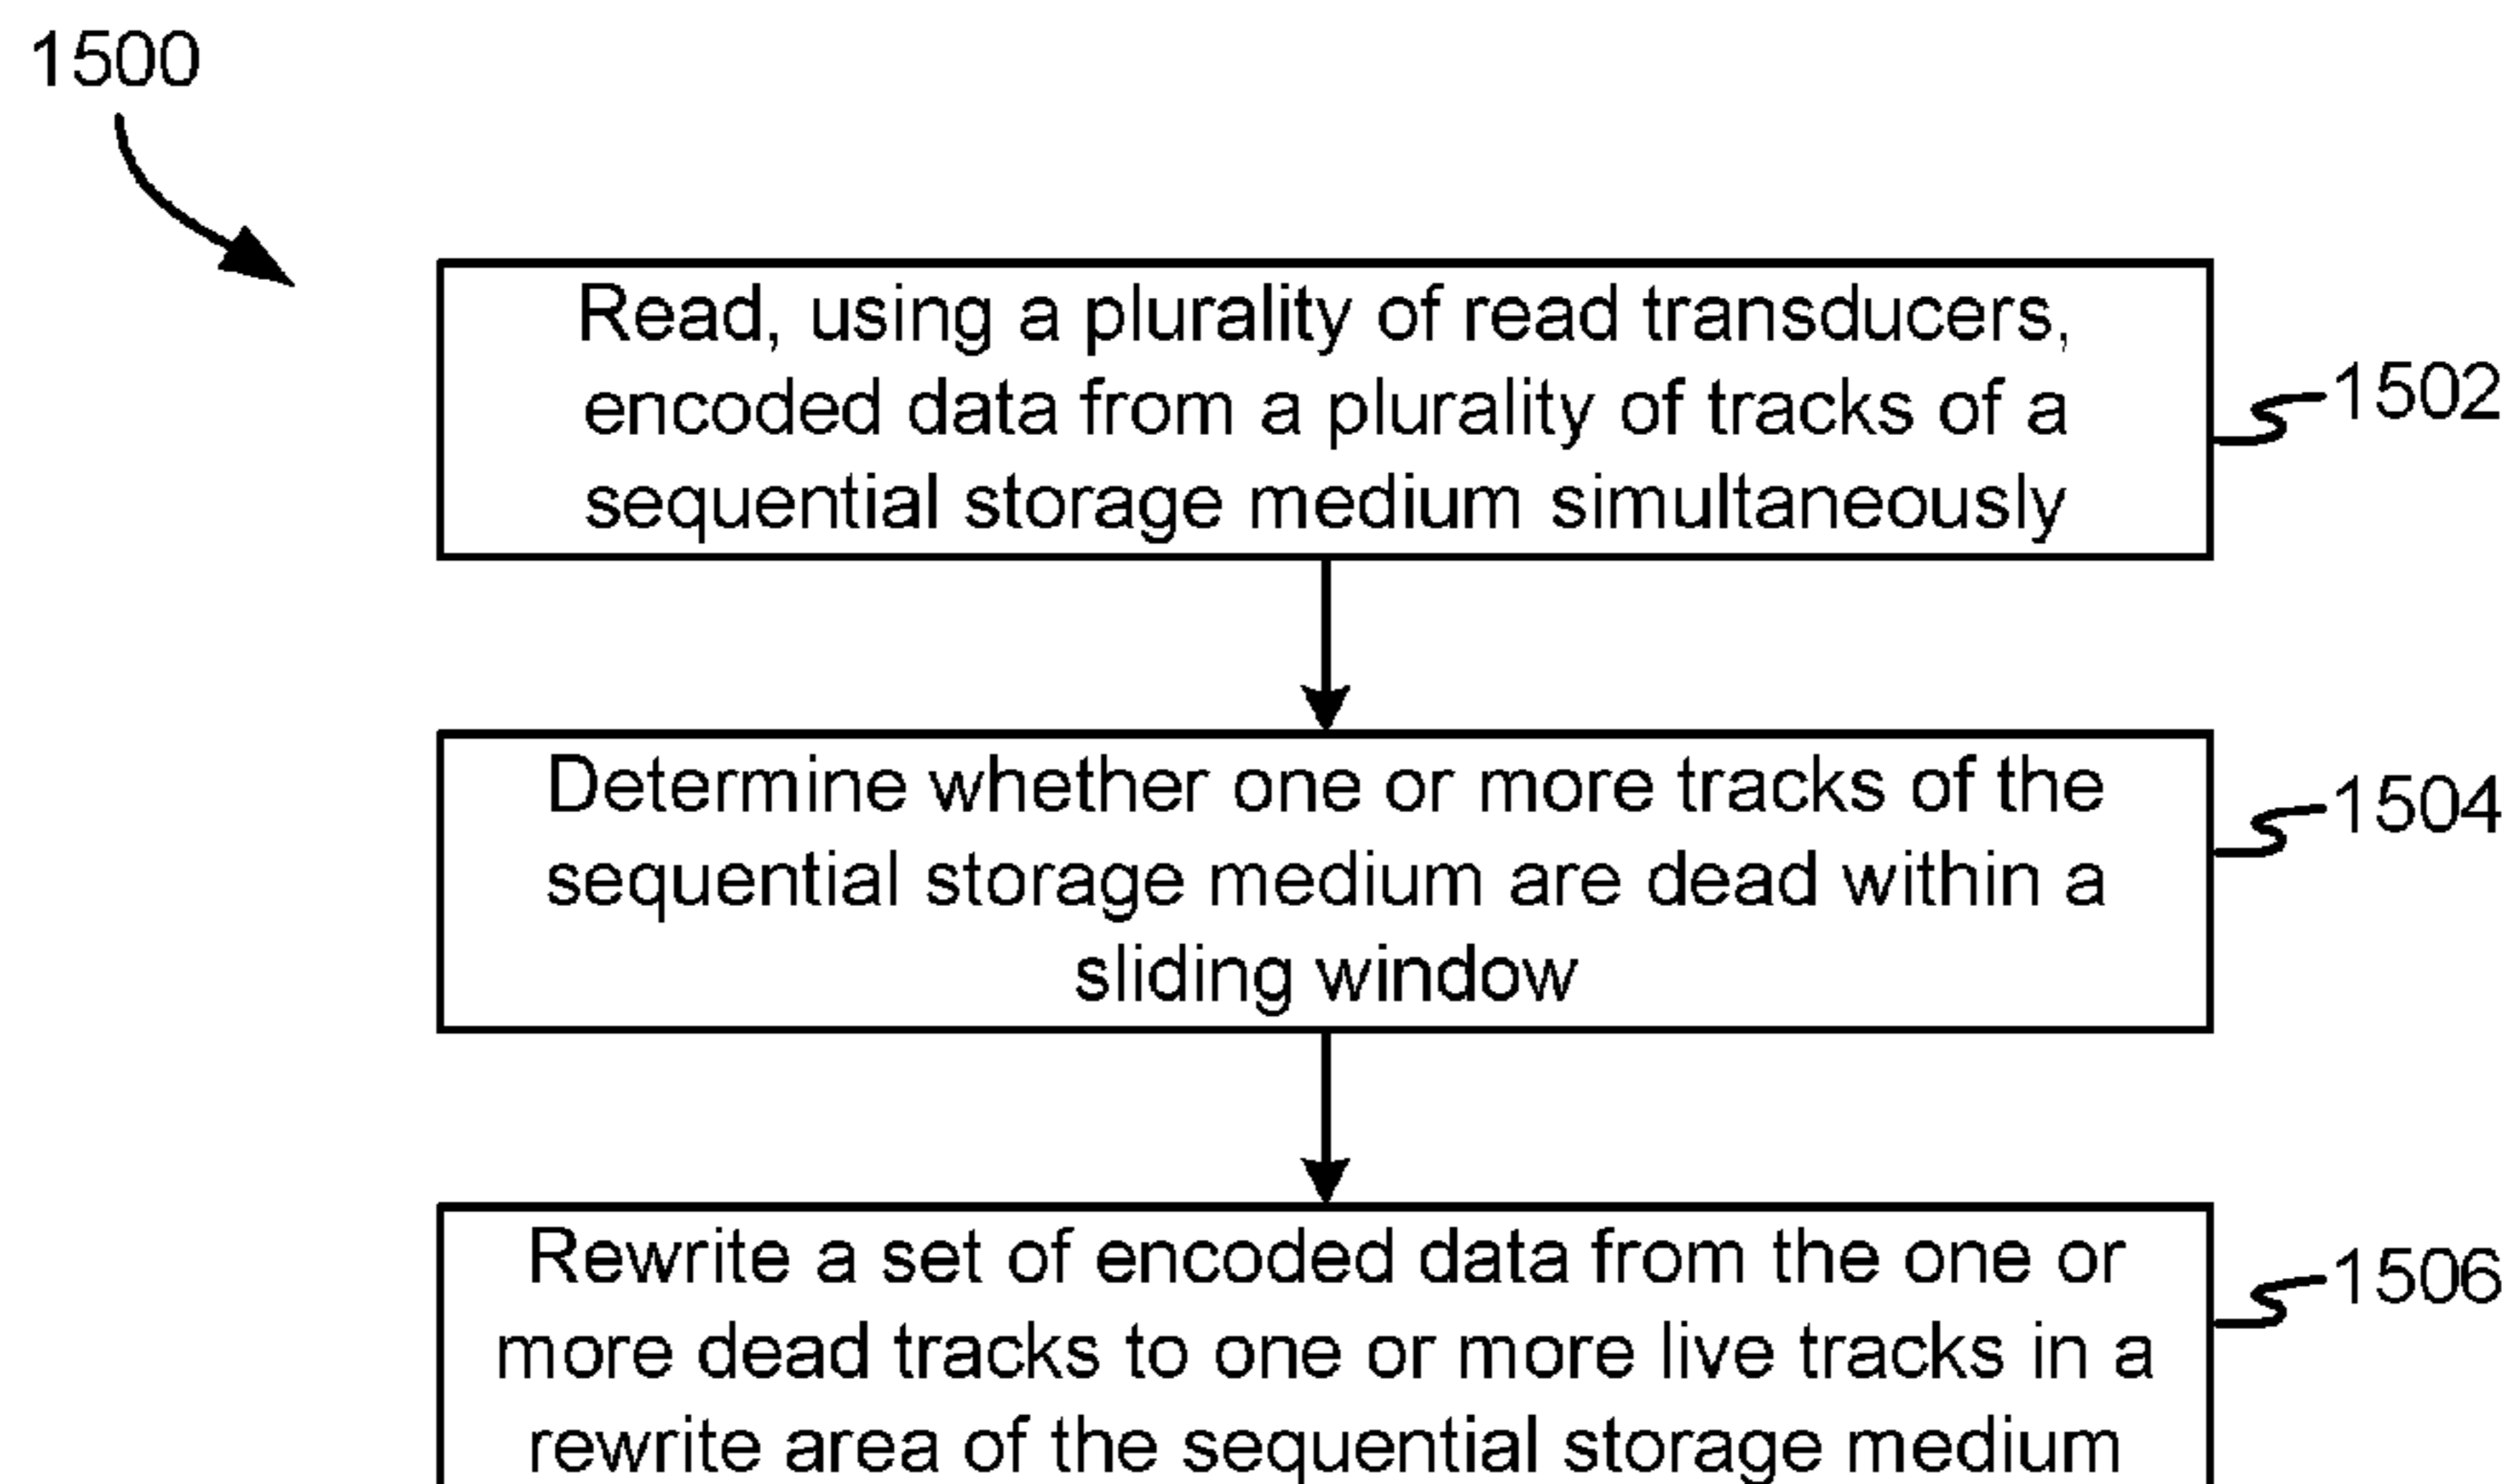 1500
Read, using a plurality of read transducers,
encoded data from a plurality of tracks of a
sequential storage medium simultaneously
1502
Determine whether one or more tracks of the
sequential storage medium are dead within a
sliding window
1504
Rewrite a set of encoded data from the one or
more dead tracks to one or more live tracks in a
rewrite area of the sequential storage medium
1506